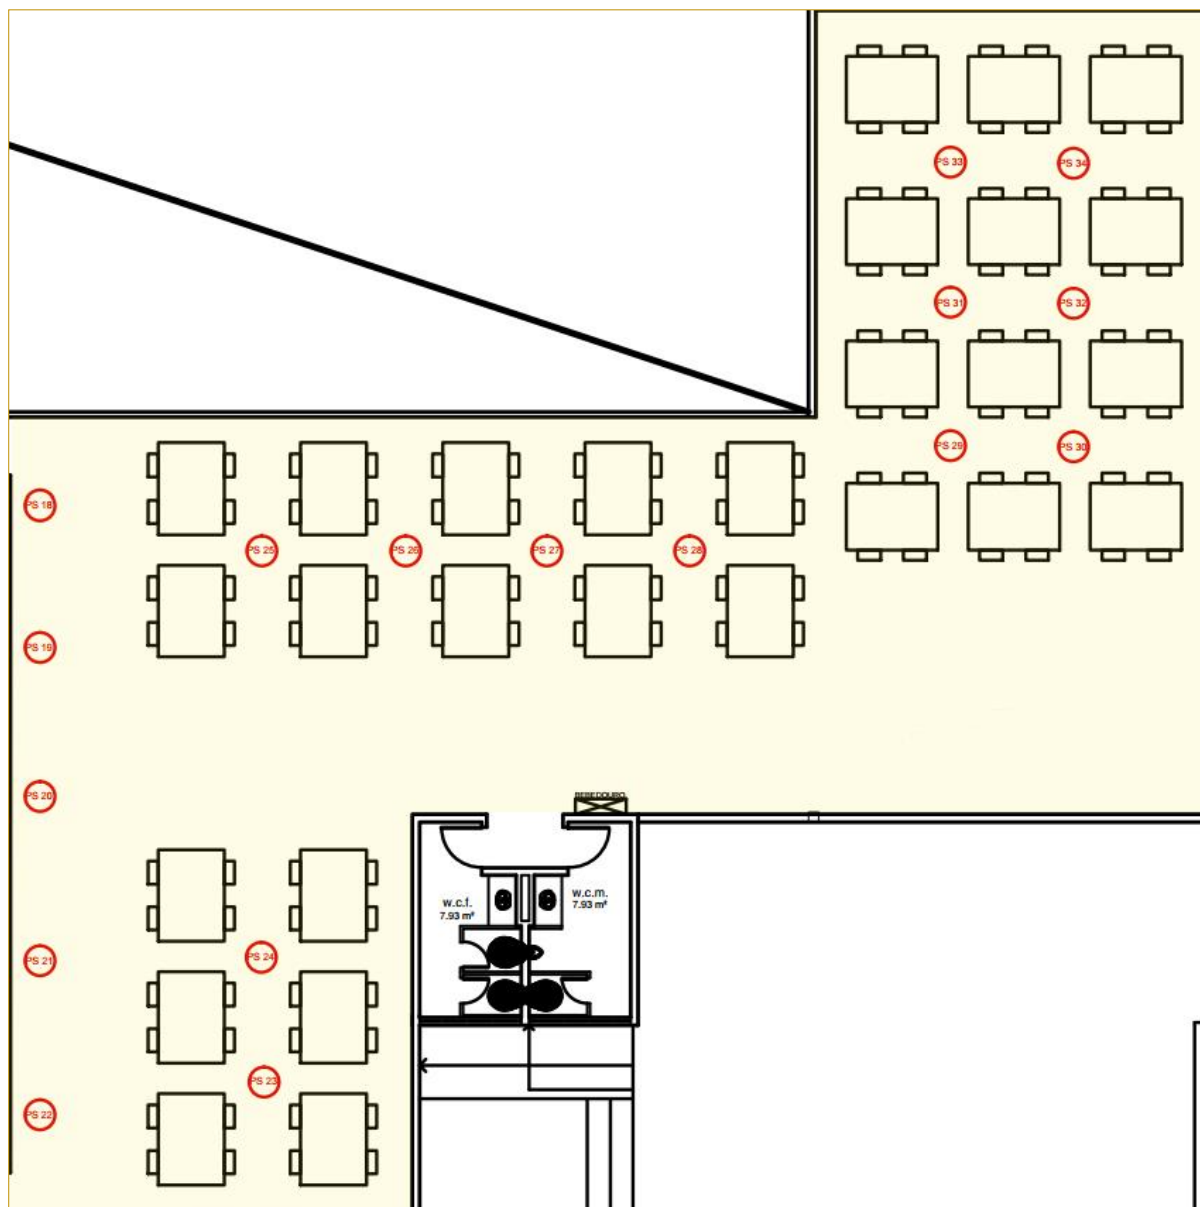 PS 33
PS 34
PS 31
PS 32
PS 29
PS 30
PS 18
PS 25
PS 26
PS 27
PS 28
PS 19
PS 20
BEBEDOURO
w.c.f.
7.93 m²
w.c.m.
7.93 m²
PS 21
PS 24
PS 23
PS 22